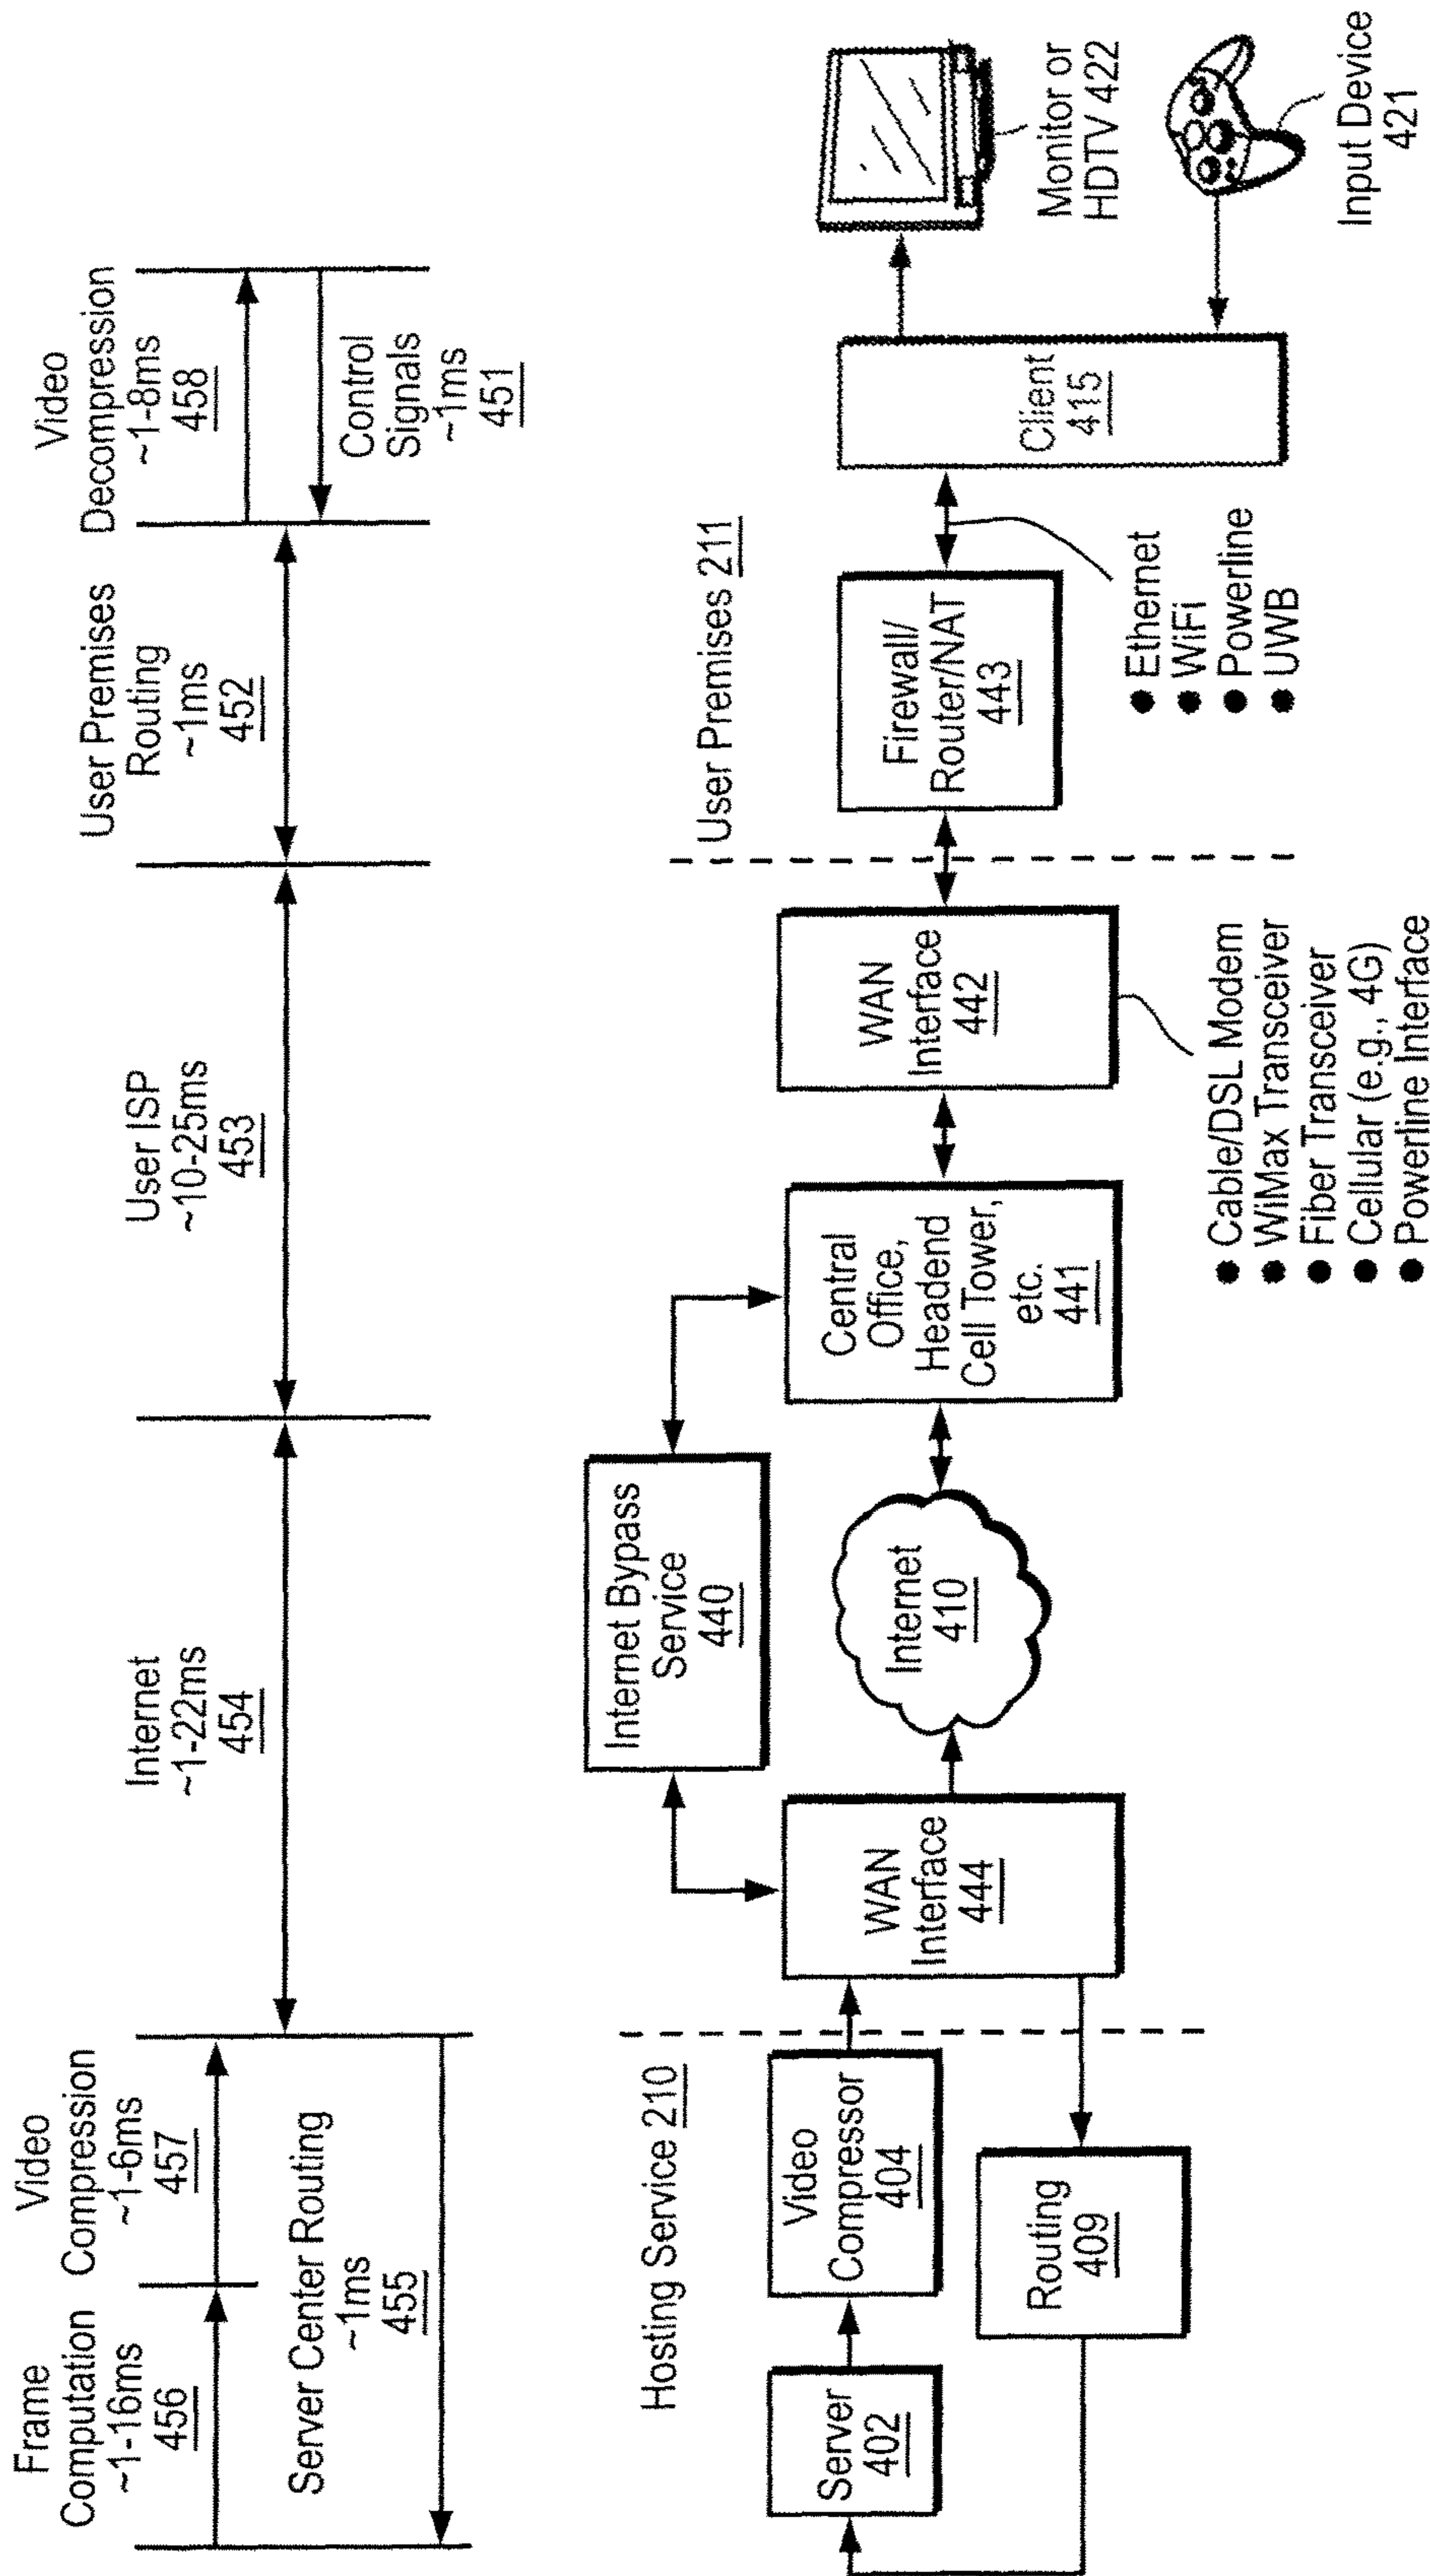 Frame
Computation
~1-16ms
456
Video
Compression
~1-6ms
457
Server Center Routing
~1ms
455
Internet
~1-22ms
454
User ISP
~10-25ms
453
User Premises
Routing
~1ms
452
Video
Decompression
~1-8ms
458
Control
Signals
~1ms
451
Hosting Service 210
Server
402
Video
Compressor
404
Routing
409
WAN
Interface
444
Internet Bypass
Service
440
Internet
410
Central
Office,
Headend
Cell Tower,
etc.
441
WAN
Interface
442
● Cable/DSL Modem
● WiMax Transceiver
● Fiber Transceiver
● Cellular (e.g., 4G)
● Powerline Interface
User Premises 211
Firewall/
Router/NAT
443
● Ethernet
● WiFi
● Powerline
● UWB
Client
415
Monitor or
HDTV 422
Input Device
421